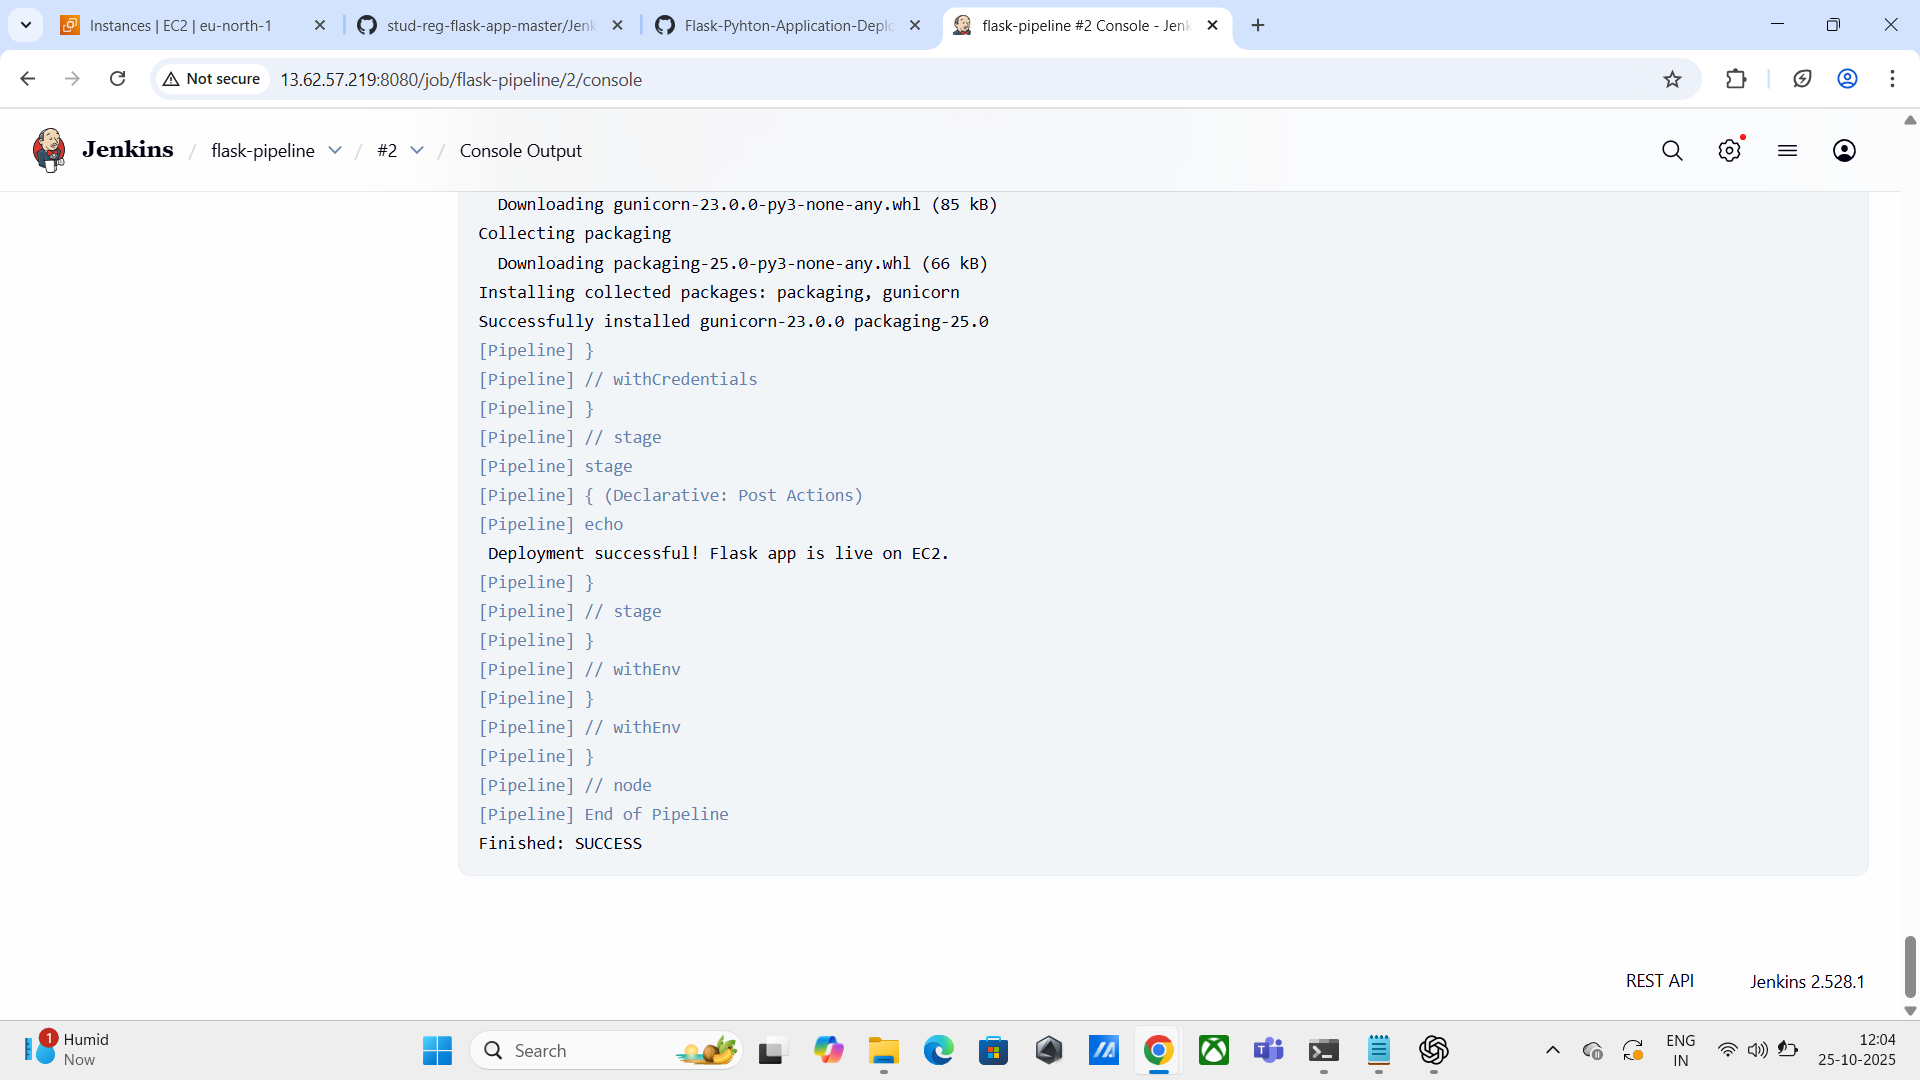 Instances | EC2 | eu-north-1
stud-reg-flask-app-master/Jenk
Flask-Pyhton-Application-Deplo
flask-pipeline #2 Console - Jenk
Not secure
13.62.57.219:8080/job/flask-pipeline/2/console
Jenkins / flask-pipeline / #2 / Console Output
Downloading gunicorn-23.0.0-py3-none-any.whl (85 kB)
Collecting packaging
Downloading packaging-25.0-py3-none-any.whl (66 kB)
Installing collected packages: packaging, gunicorn
Successfully installed gunicorn-23.0.0 packaging-25.0
[Pipeline] }
[Pipeline] // withCredentials
[Pipeline] }
[Pipeline] // stage
[Pipeline] stage
[Pipeline] { (Declarative: Post Actions)
[Pipeline] echo
Deployment successful! Flask app is live on EC2.
[Pipeline] }
[Pipeline] // stage
[Pipeline] }
[Pipeline] // withEnv
[Pipeline] }
[Pipeline] // withEnv
[Pipeline] }
[Pipeline] // node
[Pipeline] End of Pipeline
Finished: SUCCESS
REST API
Jenkins 2.528.1
1
Humid
Now
Search
ENG
IN
12:04
25-10-2025